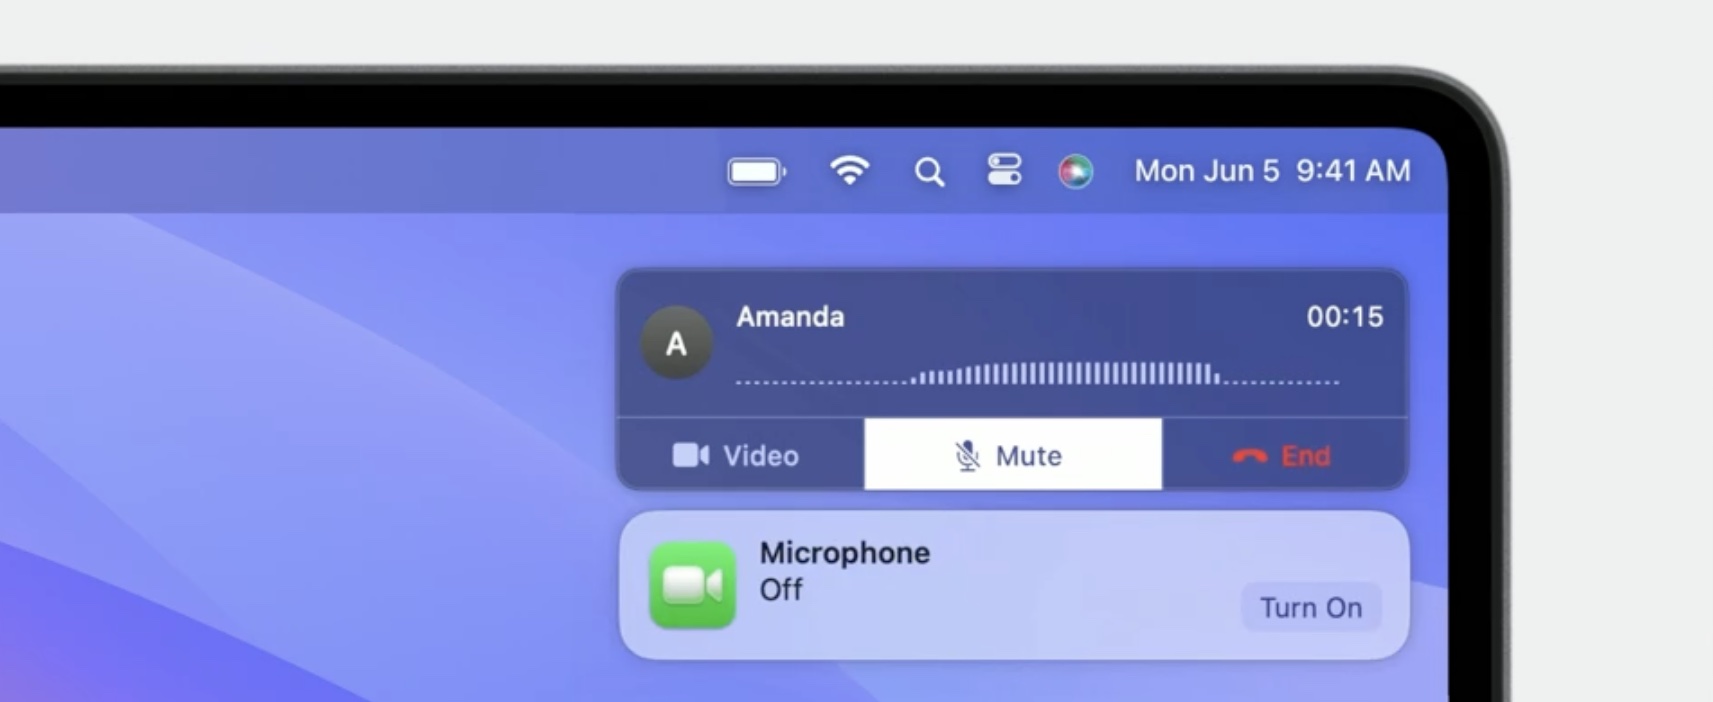 Mon Jun 5 9:41 AM
Amanda
00:15
A
Video
Mute
End
Microphone
Off
Turn On